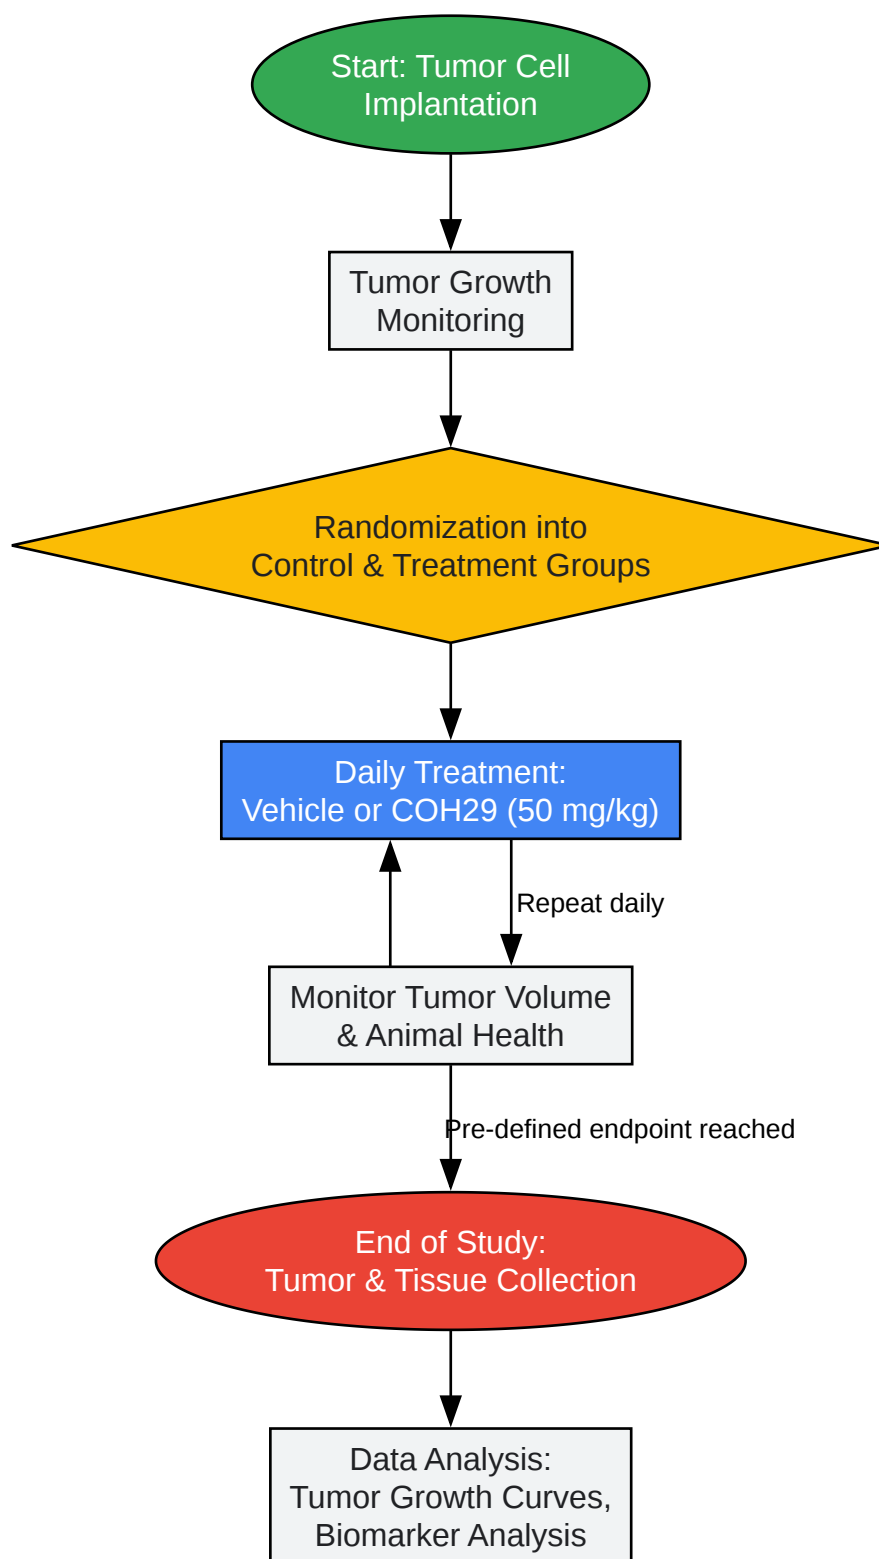 Start: Tumor Cell
Implantation
Tumor Growth
Monitoring
Randomization into
Control & Treatment Groups
Daily Treatment:
Vehicle or COH29 (50 mg/kg)
Repeat daily
Monitor Tumor Volume
& Animal Health
Pre-defined endpoint reached
End of Study:
Tumor & Tissue Collection
Data Analysis:
Tumor Growth Curves,
Biomarker Analysis